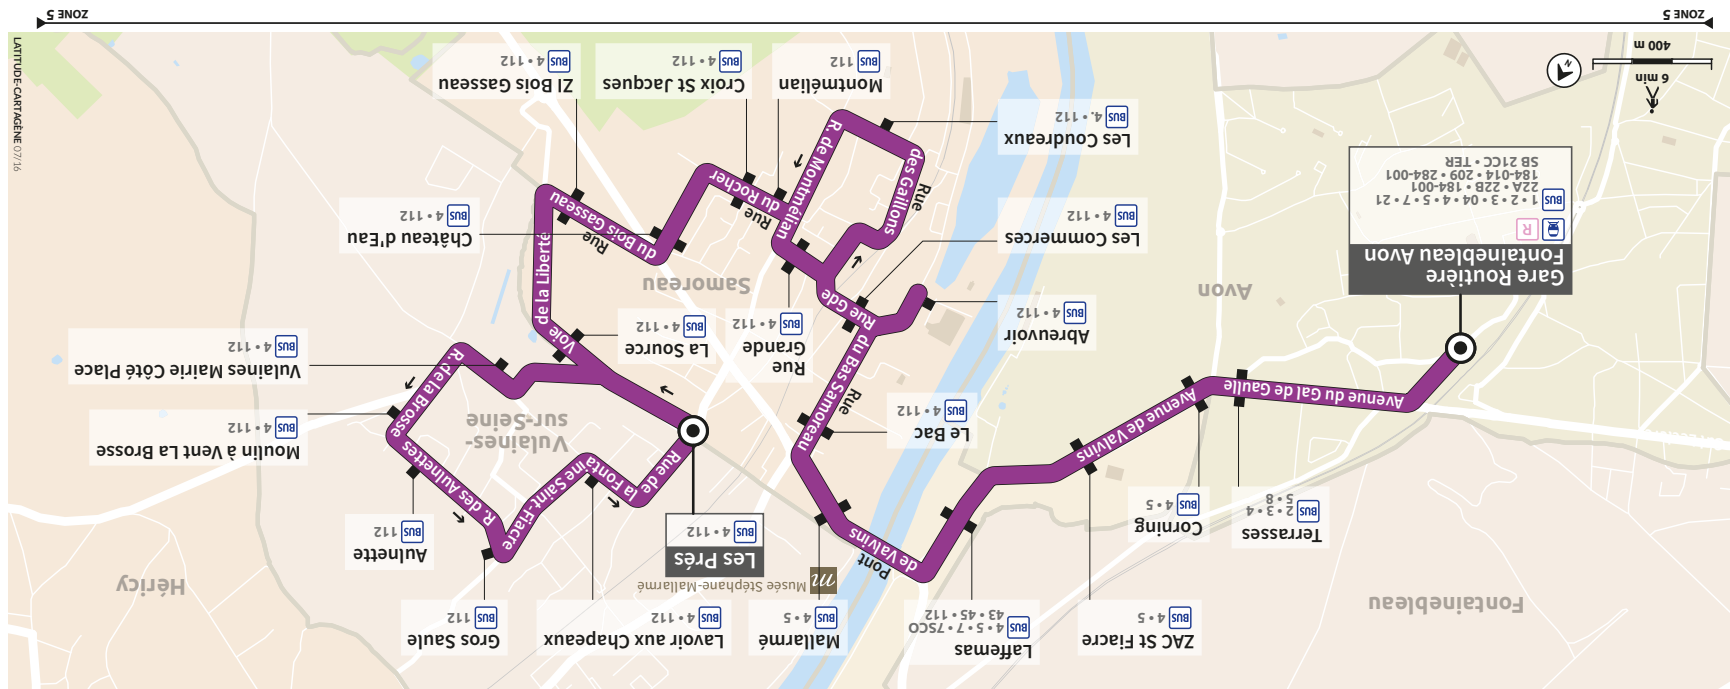 ZAC St Fiacre
BUS 4 • 5
Laffemas
BUS 4 • 5 • 7 • 7SCO
43 • 45 • 112
Mallarmé
BUS 4 • 5
Lavoir aux Chapeaux
BUS 4 • 112
Gros Saule
BUS 112
Fontainebleau
m Musée Stéphane-Mallarmé
Héricy
Les Prés
BUS 4 • 112
Aulnette
BUS 112
Terrasses
BUS 2 • 3 • 4
5 • 8
Corning
BUS 4 • 5
Pont
de Valvins
Rue de
la Fontaine Saint-Fiacre
R. des Aulnettes
Moulin à Vent La Brosse
BUS 4 • 112
Le Bac
BUS 4 • 112
Vulaines-
sur-Seine
Avenue du Gal de Gaulle
Avenue de Valvins
Rue
du Bas Samoreau
R. de la Brosse
Vulaines Mairie Côté Place
BUS 4 • 112
Rue
Grande
BUS 4 • 112
La Source
BUS 4 • 112
Abreuvoir
BUS 4 • 112
Gare Routière
Fontainebleau Avon
R
BUS 1 • 2 • 3 • 04 • 4 • 5 • 7 • 21
22A • 22B • 184-001
184-014 • 209 • 284-001
SB 21CC • TER
Avon
Samoreau
Rue Gde
Voie
de la Liberté
Les Commerces
BUS 4 • 112
Château d'Eau
BUS 4 • 112
Rue
des Gaillons
R. de Montmélian
Rue
du Rocher
Rue
du Bois Gasseau
Les Coudreaux
BUS 4 • 112
Montmélian
BUS 112
Croix St Jacques
BUS 4 • 112
ZI Bois Gasseau
BUS 4 • 112
6 min
400 m
N
LATITUDE-CARTAGÈNE 07/16
ZONE 5
ZONE 5